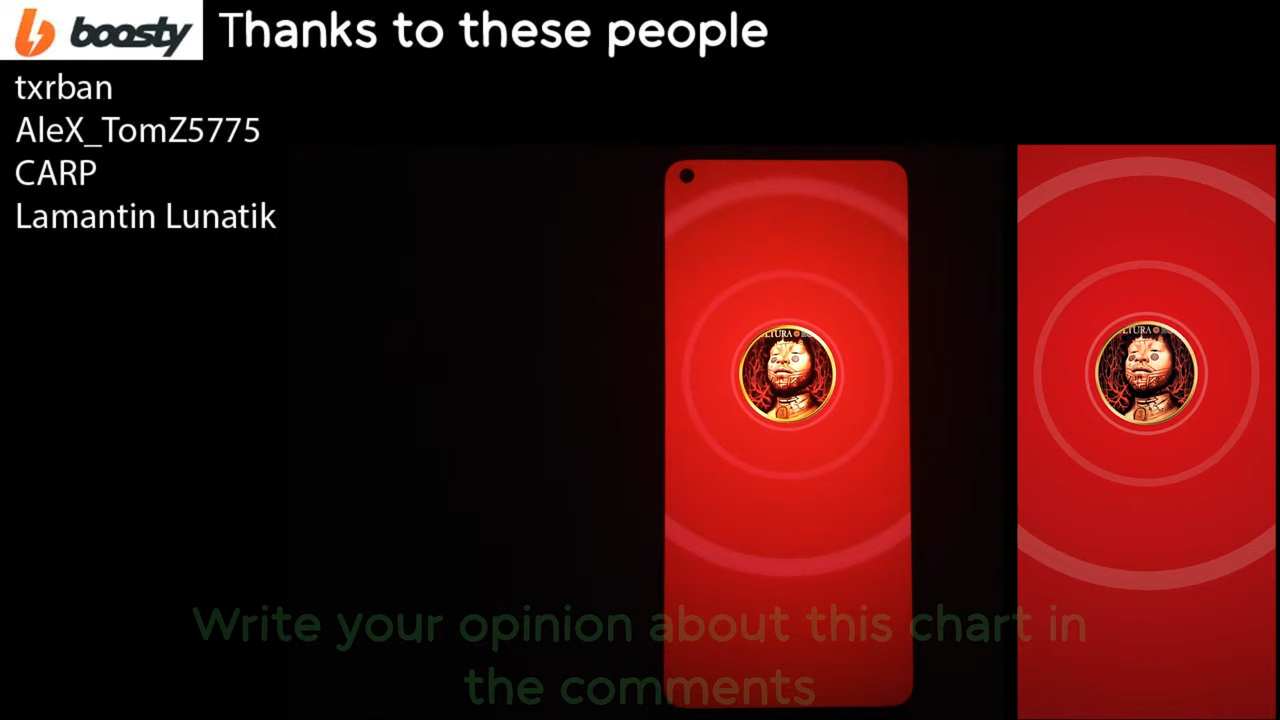 boosty Thanks to these people
txrban
AleX_TomZ5775
CARP
Lamantin Lunatik
Write your opinion about this chart in
the comments